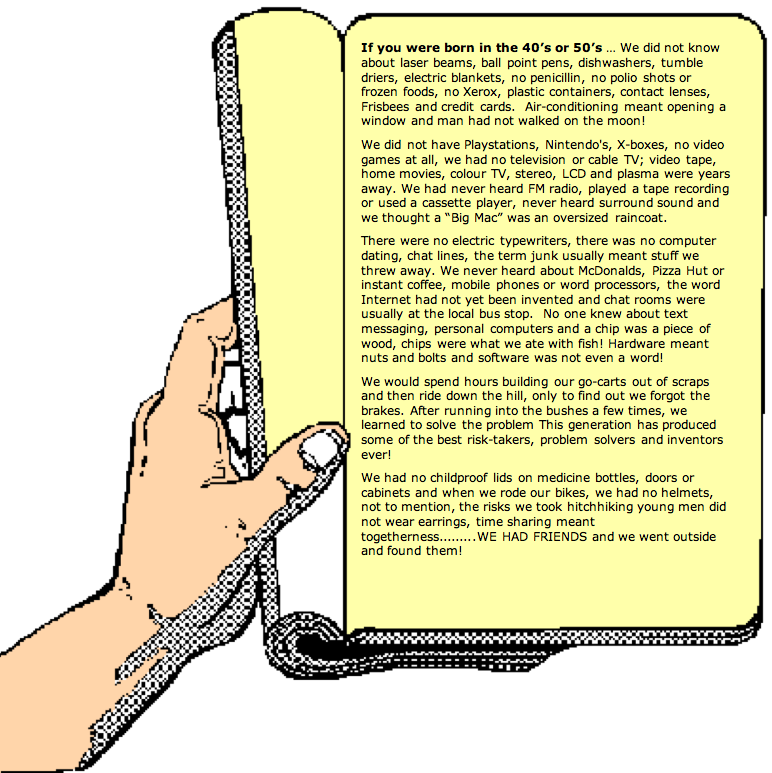 If you were born in the 40’s or 50’s ... We did not know
about laser beams, ball point pens, dishwashers, tumble
driers, electric blankets, no penicillin, no polio shots or
frozen foods, no Xerox, plastic containers, contact lenses,
Frisbees and credit cards.  Air-conditioning meant opening a
window and man had not walked on the moon!
We did not have Playstations, Nintendo's, X-boxes, no video
games at all, we had no television or cable TV; video tape,
home movies, colour TV, stereo, LCD and plasma were years
away. We had never heard FM radio, played a tape recording
or used a cassette player, never heard surround sound and
we thought a “Big Mac” was an oversized raincoat.
There were no electric typewriters, there was no computer
dating, chat lines, the term junk usually meant stuff we
threw away. We never heard about McDonalds, Pizza Hut or
instant coffee, mobile phones or word processors, the word
Internet had not yet been invented and chat rooms were
usually at the local bus stop.  No one knew about text
messaging, personal computers and a chip was a piece of
wood, chips were what we ate with fish! Hardware meant
nuts and bolts and software was not even a word!
We would spend hours building our go-carts out of scraps
and then ride down the hill, only to find out we forgot the
brakes. After running into the bushes a few times, we
learned to solve the problem This generation has produced
some of the best risk-takers, problem solvers and inventors
ever!
We had no childproof lids on medicine bottles, doors or
cabinets and when we rode our bikes, we had no helmets,
not to mention, the risks we took hitchhiking young men did
not wear earrings, time sharing meant
togetherness.........WE HAD FRIENDS and we went outside
and found them!